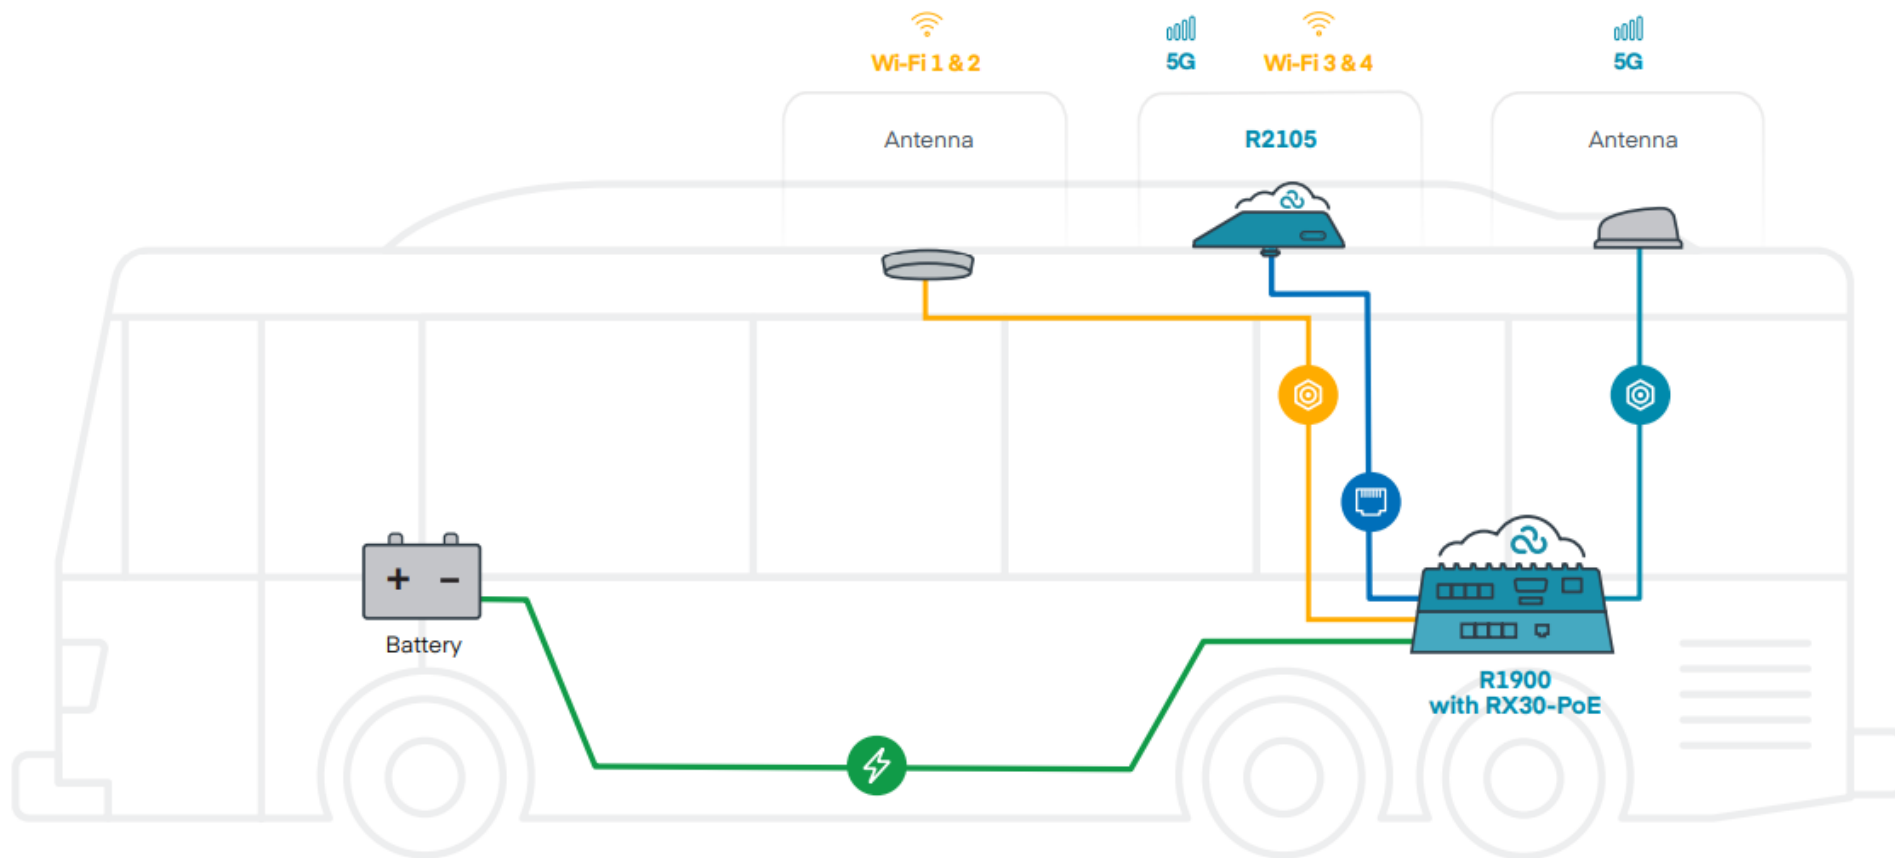 Wi-Fi 1 & 2
5G
Wi-Fi 3 & 4
5G
Antenna
R2105
Antenna
+ −
Battery
R1900
with RX30-PoE